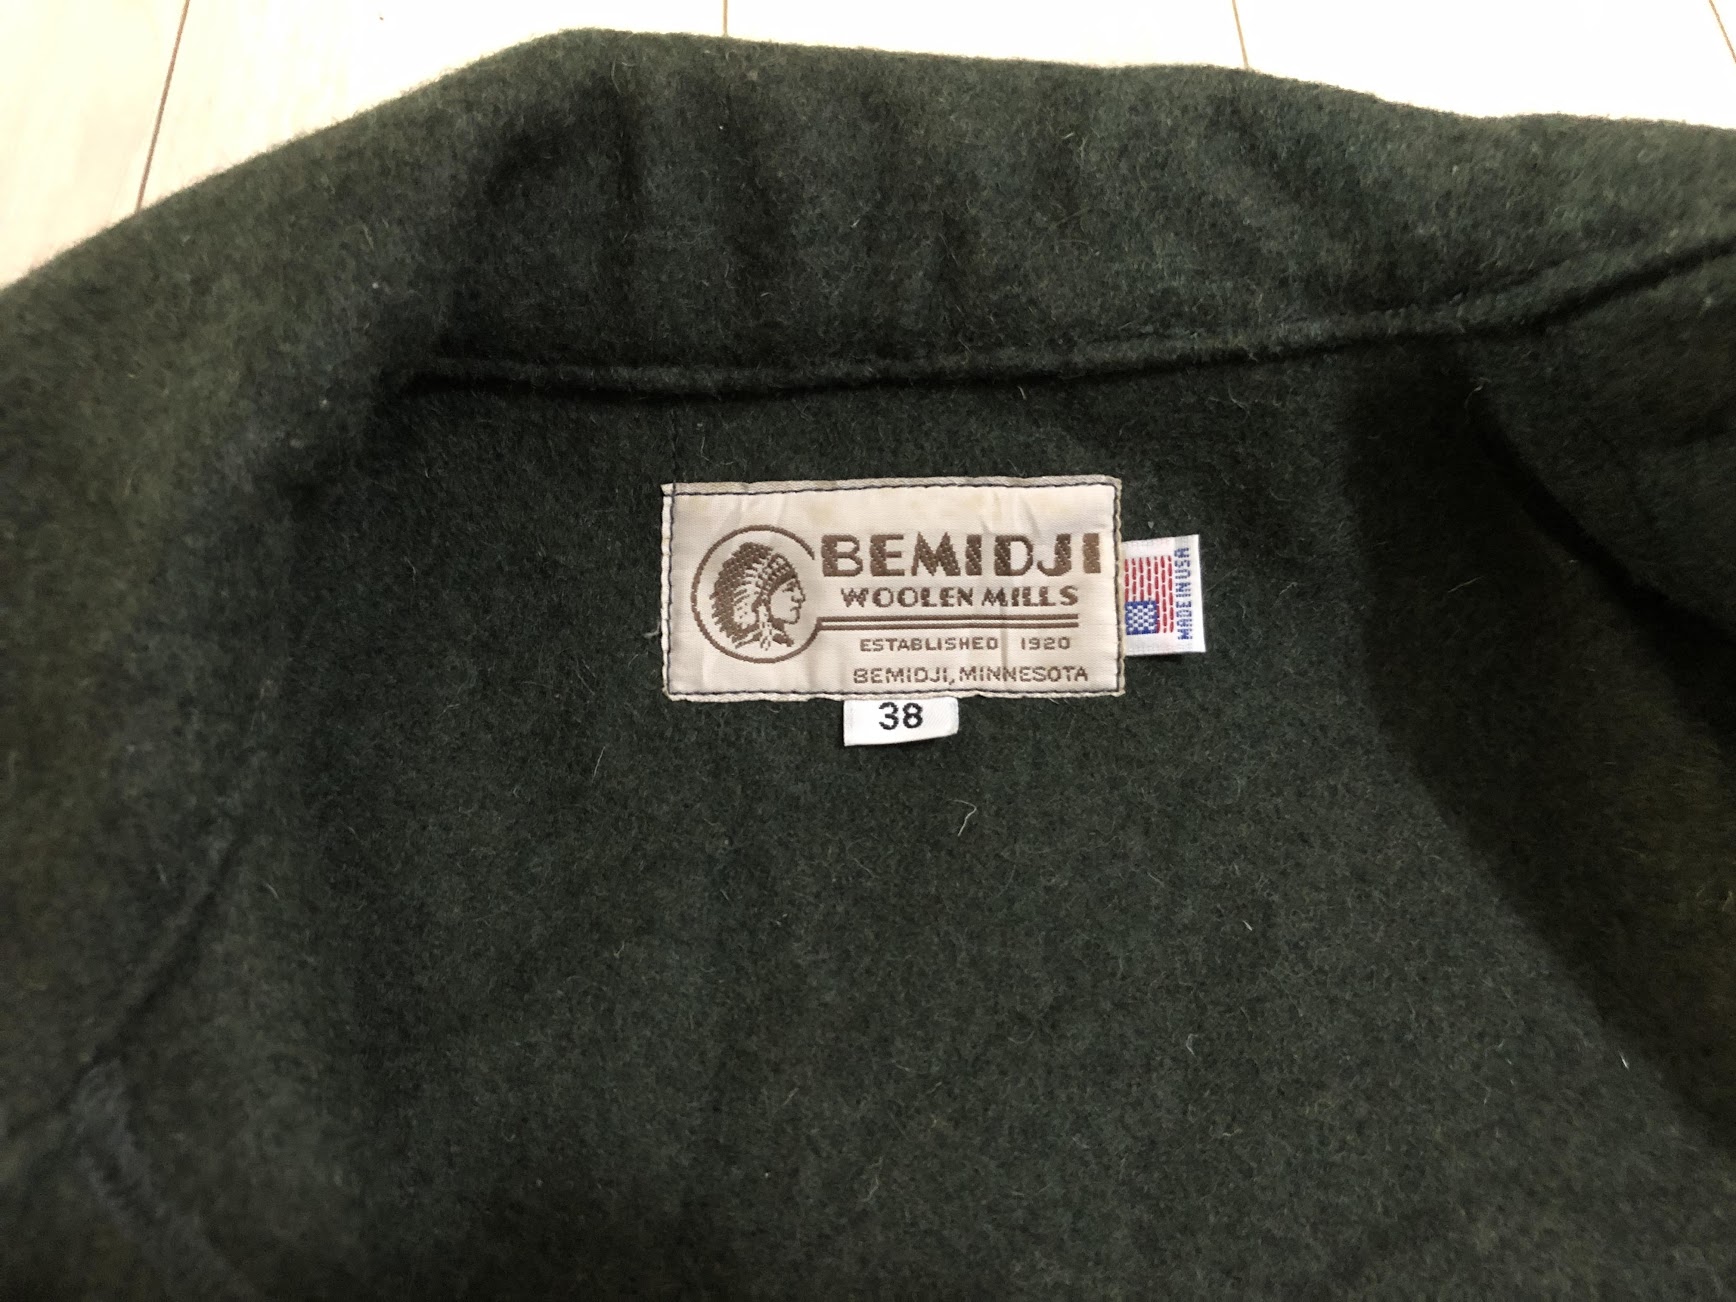 BEMIDJI
WOOLEN MILLS
ESTABLISHED 1920
BEMIDJI, MINNESOTA
MADE IN USA
38